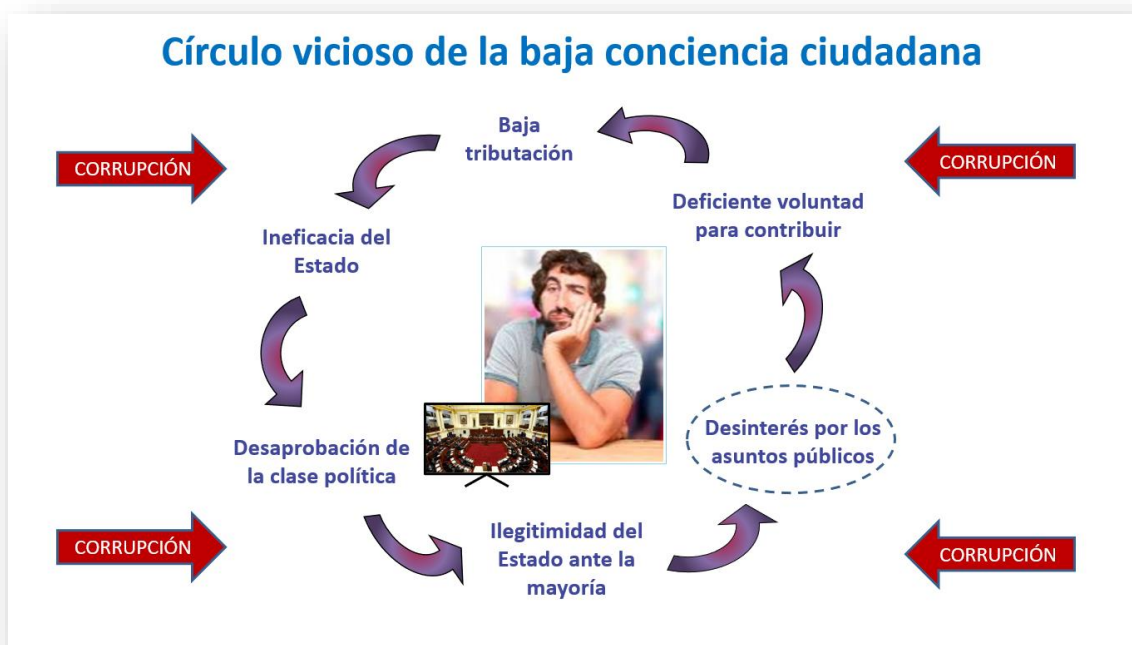 Círculo vicioso de la baja conciencia ciudadana
Baja
tributación
CORRUPCIÓN
CORRUPCIÓN
Deficiente voluntad
para contribuir
Ineficacia del
Estado
Desaprobación de
la clase política
Desinterés por los
asuntos públicos
Ilegitimidad del
Estado ante la
mayoría
CORRUPCIÓN
CORRUPCIÓN